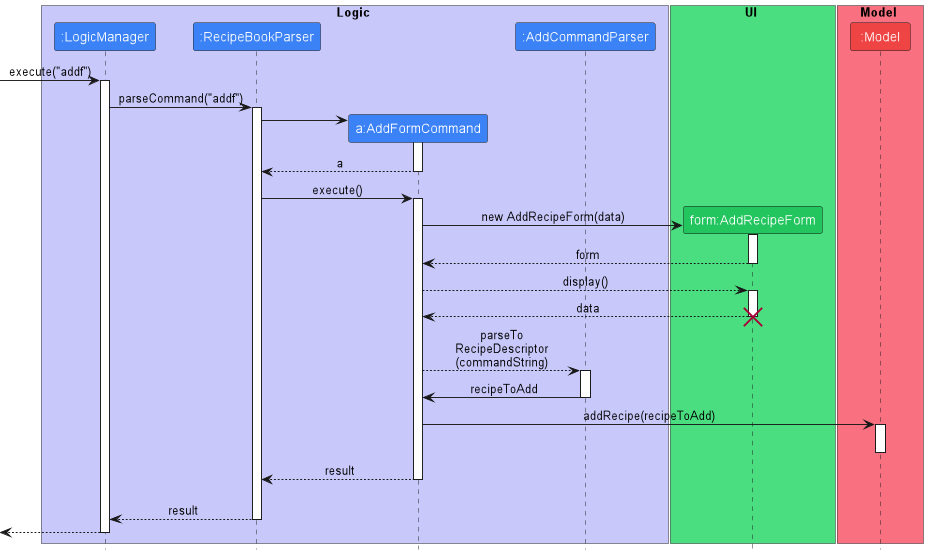 Logic
UI
Model
:LogicManager
:RecipeBookParser
:AddCommandParser
:Model
execute("addf")
parseCommand("addf")
a:AddFormCommand
a
execute()
new AddRecipeForm(data)
form:AddRecipeForm
form
display()
data
parseTo
RecipeDescriptor
(commandString)
recipeToAdd
addRecipe(recipeToAdd)
result
result